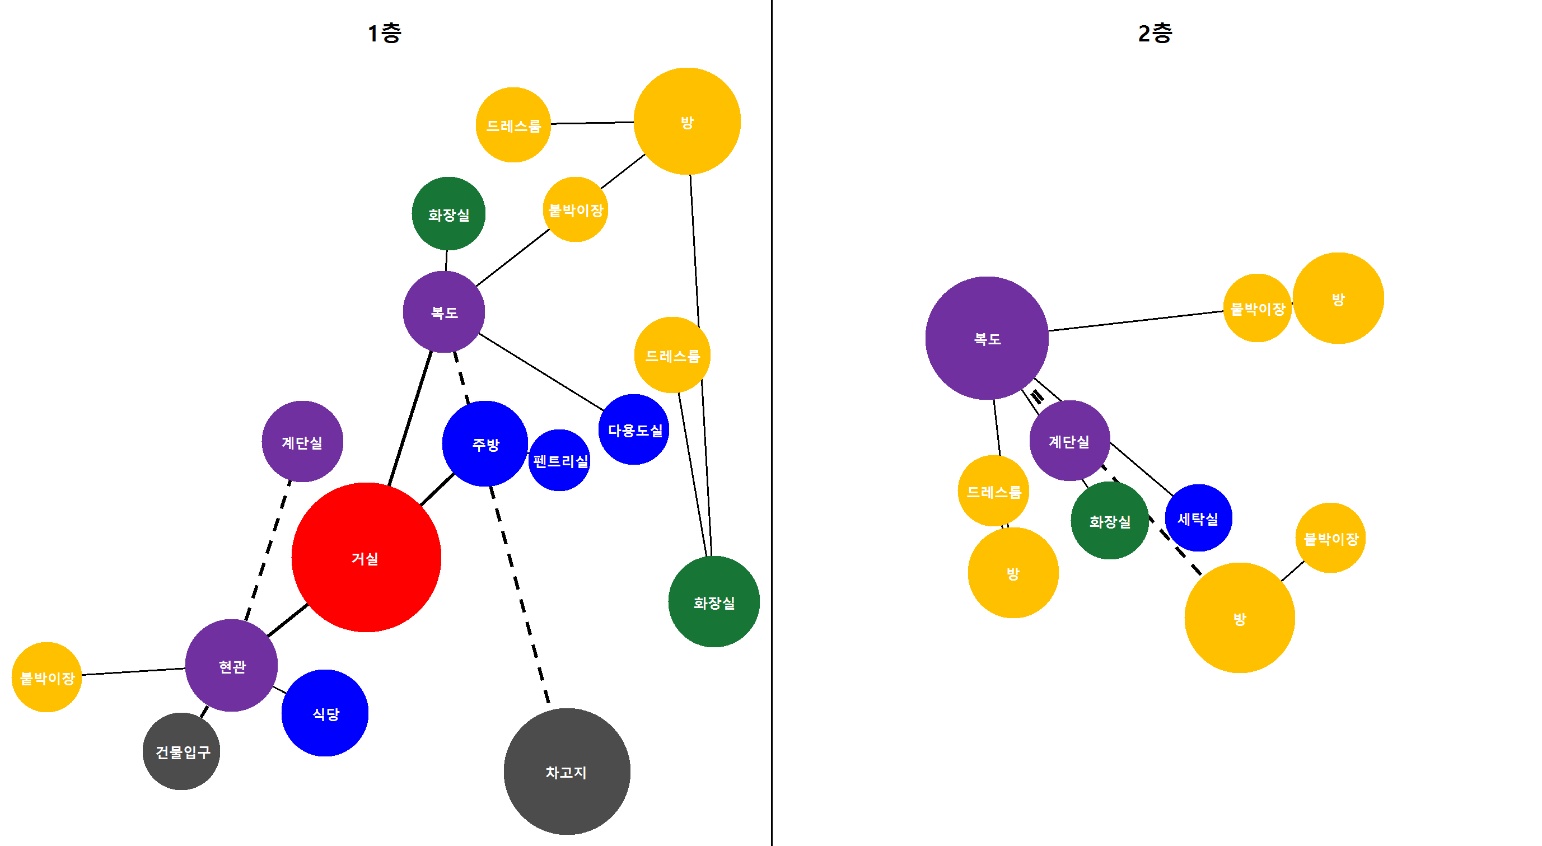 1층
드레스룸
방
화장실
붙박이장
복도
드레스룸
계단실
주방
펜트리실
다용도실
거실
화장실
현관
붙박이장
식당
건물입구
차고지
2층
복도
붙박이장
방
계단실
드레스룸
화장실
세탁실
붙박이장
방
방